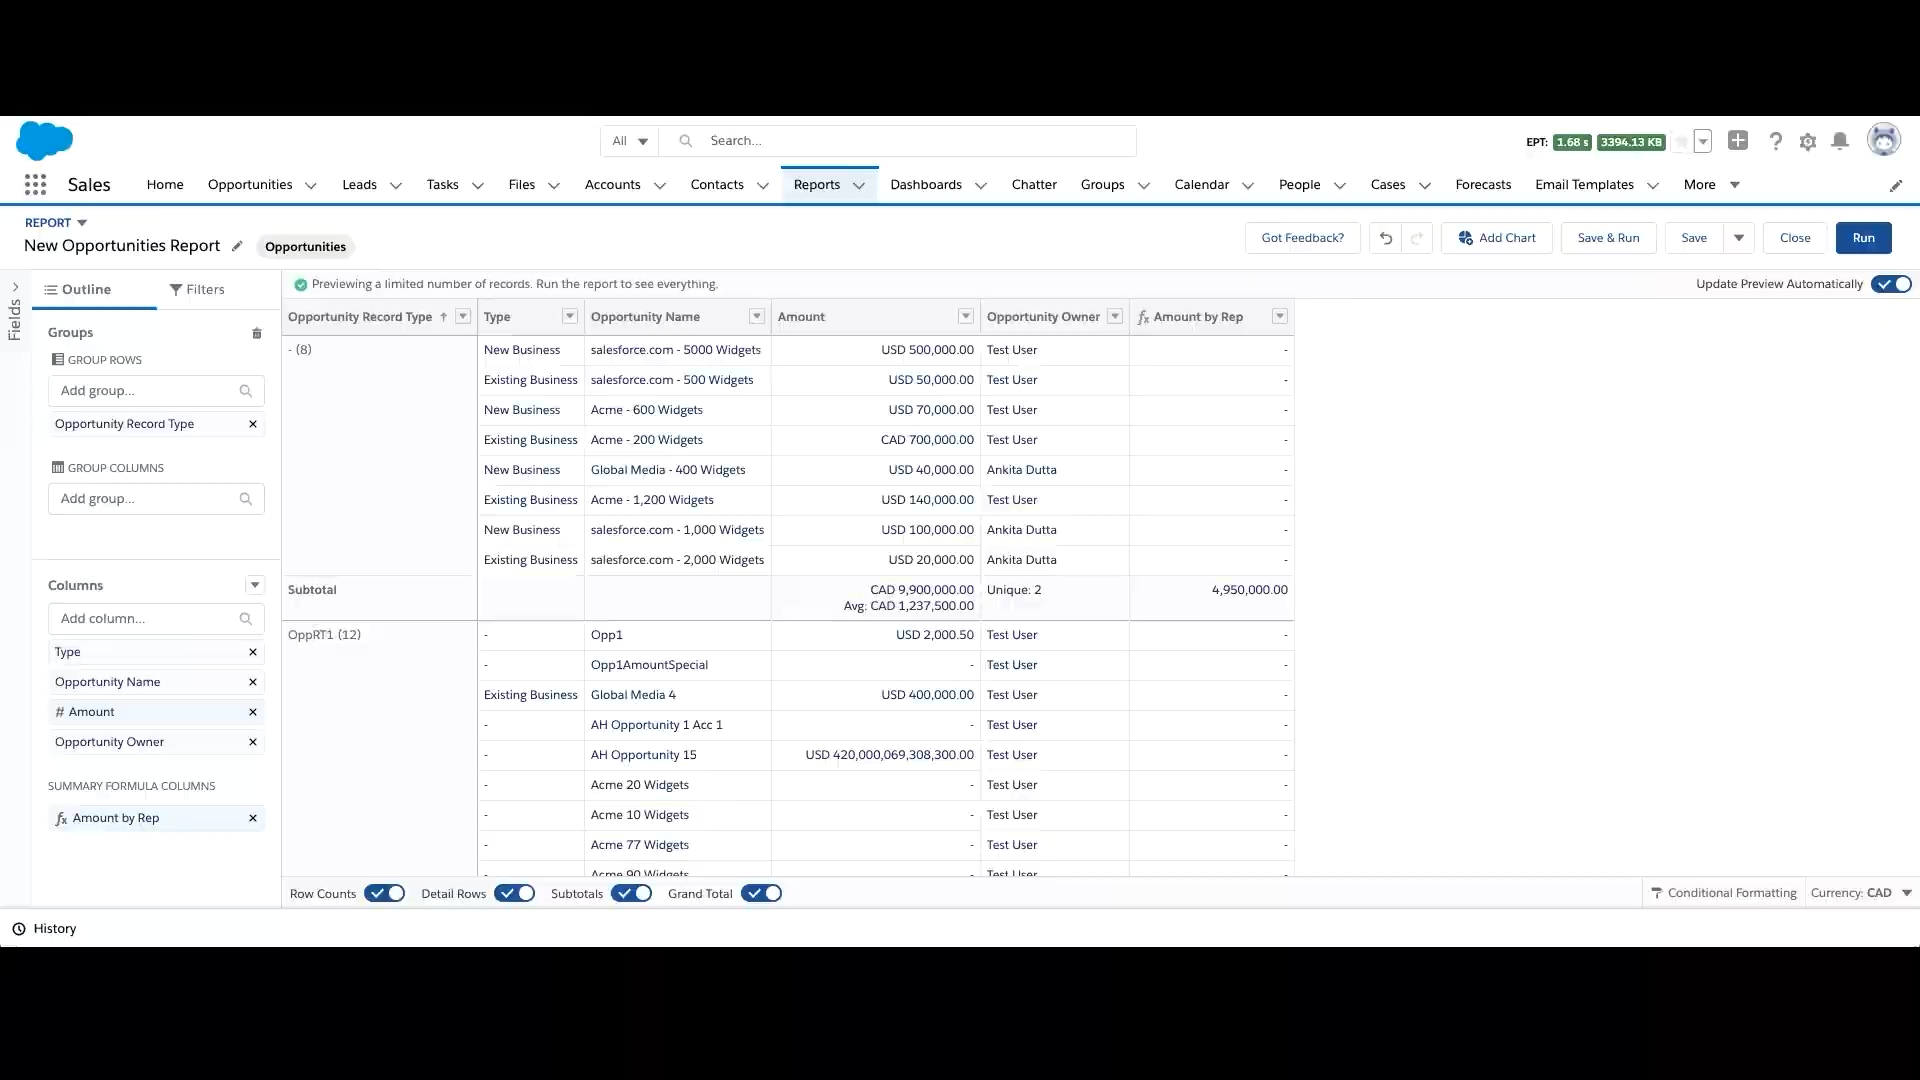 All
Search...
EPT: 1.68 s 3394.13 KB
Sales
Home
Opportunities
Leads
Tasks
Files
Accounts
Contacts
Reports
Dashboards
Chatter
Groups
Calendar
People
Cases
Forecasts
Email Templates
More
REPORT
New Opportunities Report
Opportunities
Got Feedback?
Add Chart
Save & Run
Save
Close
Run
Fields
Outline
Filters
Previewing a limited number of records. Run the report to see everything.
Update Preview Automatically
Groups
GROUP ROWS
Add group...
Opportunity Record Type
GROUP COLUMNS
Add group...
Columns
Add column...
Type
Opportunity Name
# Amount
Opportunity Owner
SUMMARY FORMULA COLUMNS
fx Amount by Rep
Opportunity Record Type ↑ Type Opportunity Name Amount Opportunity Owner fx Amount by Rep
- (8) New Business salesforce.com - 5000 Widgets USD 500,000.00 Test User -
Existing Business salesforce.com - 500 Widgets USD 50,000.00 Test User -
New Business Acme - 600 Widgets USD 70,000.00 Test User -
Existing Business Acme - 200 Widgets CAD 700,000.00 Test User -
New Business Global Media - 400 Widgets USD 40,000.00 Ankita Dutta -
Existing Business Acme - 1,200 Widgets USD 140,000.00 Test User -
New Business salesforce.com - 1,000 Widgets USD 100,000.00 Ankita Dutta -
Existing Business salesforce.com - 2,000 Widgets USD 20,000.00 Ankita Dutta -
Subtotal CAD 9,900,000.00 Unique: 2 4,950,000.00
Avg: CAD 1,237,500.00
OppRT1 (12) - Opp1 USD 2,000.50 Test User -
- Opp1AmountSpecial - Test User -
Existing Business Global Media 4 USD 400,000.00 Test User -
- AH Opportunity 1 Acc 1 - Test User -
- AH Opportunity 15 USD 420,000,069,308,300.00 Test User -
- Acme 20 Widgets - Test User -
- Acme 10 Widgets - Test User -
- Acme 77 Widgets - Test User -
Acme 90 Widgets Test User
Row Counts
Detail Rows
Subtotals
Grand Total
Conditional Formatting
Currency: CAD
History